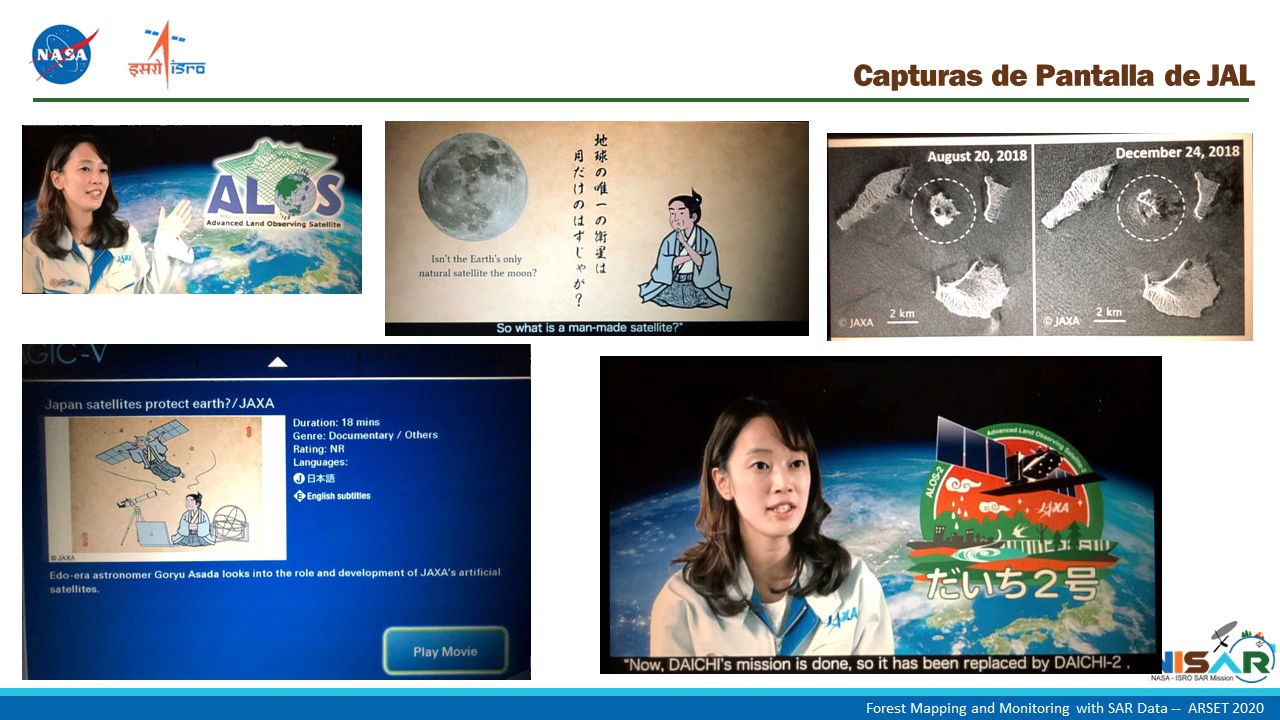 NASA
इसरो isro
Capturas de Pantalla de JAL
ALOS
Advanced Land Observing Satellite
JAXA
Isn't the Earth's only
natural satellite the moon?
地球の唯一の衛星は
月だけのはずじゃが?
So what is a man-made satellite?"
August 20, 2018
© JAXA
2 km
December 24, 2018
© JAXA
2 km
GIC-V
Japan satellites protect earth?/JAXA
© JAXA
Duration: 18 mins
Genre: Documentary / Others
Rating: NR
Languages:
J 日本語
E English subtitles
Edo-era astronomer Goryu Asada looks into the role and development of JAXA's artificial
satellites.
Play Movie
Advanced Land Observing Satellite-2
ALOS-2
JAXA
だいち2号
JAXA
"Now, DAICHI's mission is done, so it has been replaced by DAICHI-2 ,
NISAR
NASA - ISRO SAR Mission
Forest Mapping and Monitoring with SAR Data -- ARSET 2020